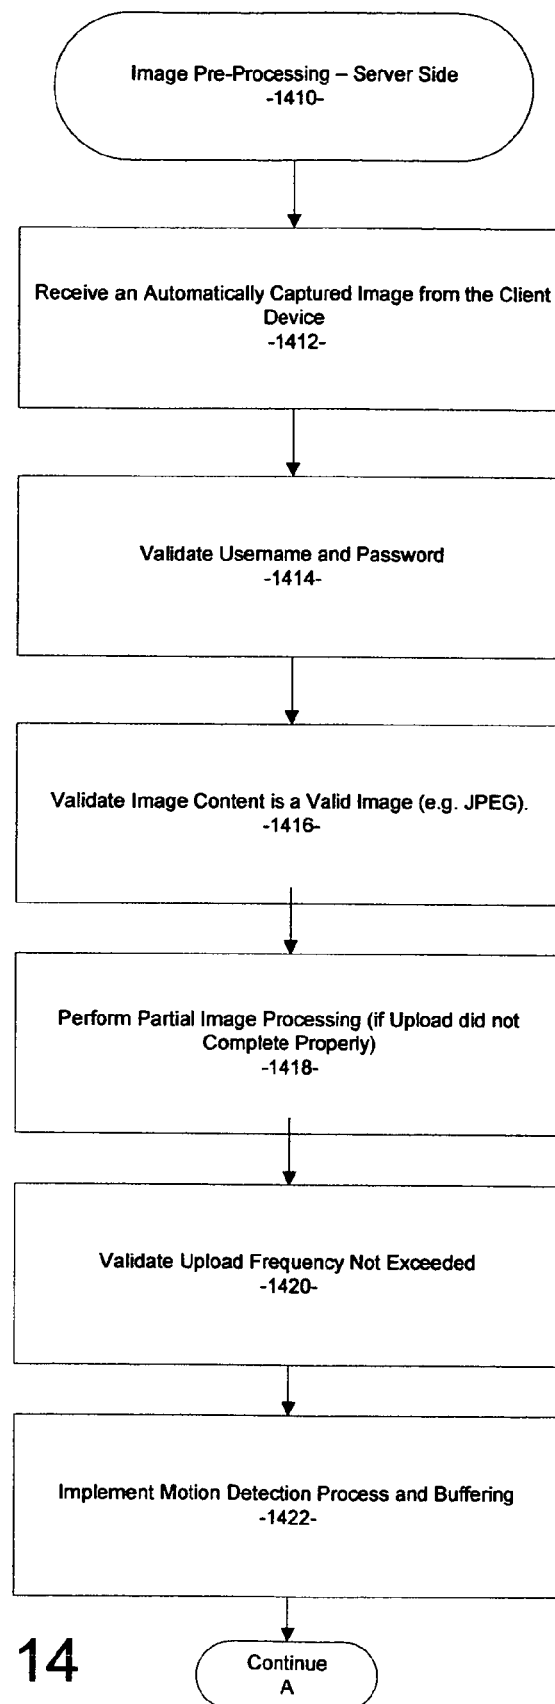 Image Pre-Processing – Server Side
-1410-
Receive an Automatically Captured Image from the Client
Device
-1412-
Validate Username and Password
-1414-
Validate Image Content is a Valid Image (e.g. JPEG).
-1416-
Perform Partial Image Processing (if Upload did not
Complete Properly)
-1418-
Validate Upload Frequency Not Exceeded
-1420-
Implement Motion Detection Process and Buffering
-1422-
14
Continue
A